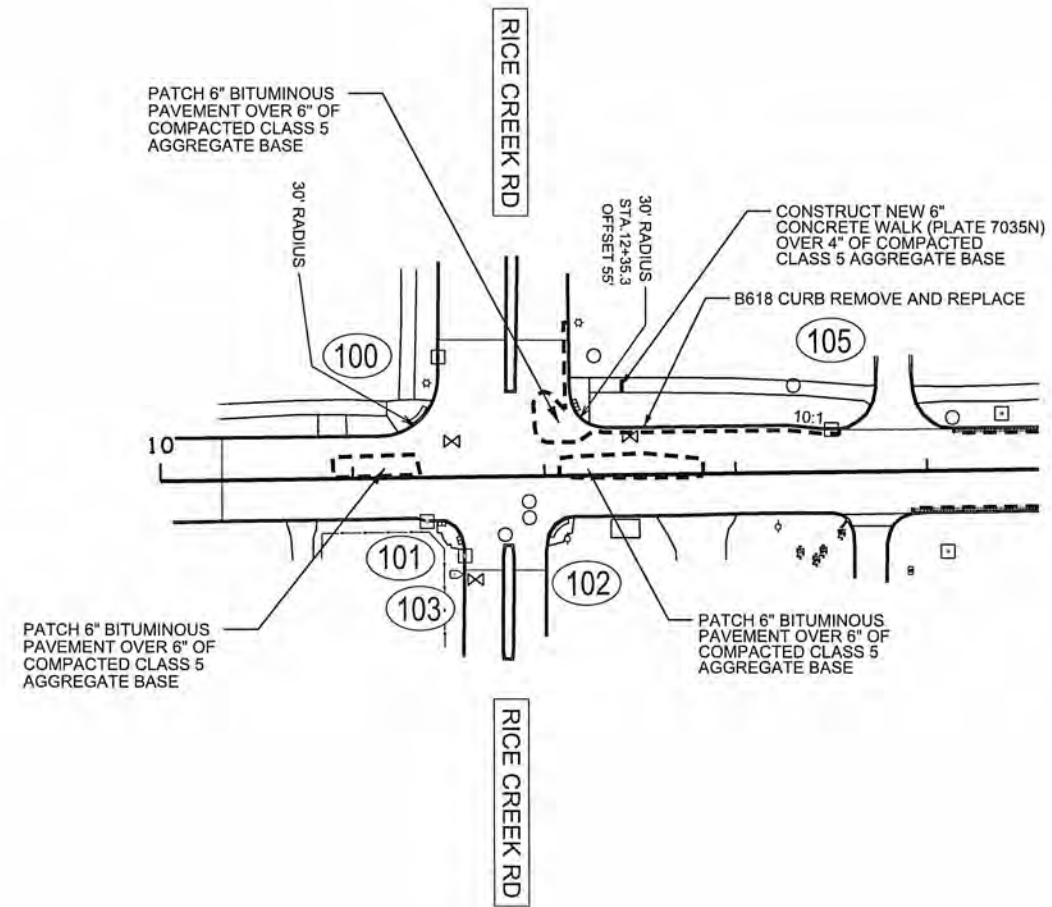 RICE CREEK RD
PATCH 6" BITUMINOUS
PAVEMENT OVER 6" OF
COMPACTED CLASS 5
AGGREGATE BASE
30' RADIUS
30' RADIUS
STA.12+35.3
OFFSET 55'
CONSTRUCT NEW 6"
CONCRETE WALK (PLATE 7035N)
OVER 4" OF COMPACTED
CLASS 5 AGGREGATE BASE
B618 CURB REMOVE AND REPLACE
100
105
10:1
10
101
103
102
PATCH 6" BITUMINOUS
PAVEMENT OVER 6" OF
COMPACTED CLASS 5
AGGREGATE BASE
PATCH 6" BITUMINOUS
PAVEMENT OVER 6" OF
COMPACTED CLASS 5
AGGREGATE BASE
RICE CREEK RD